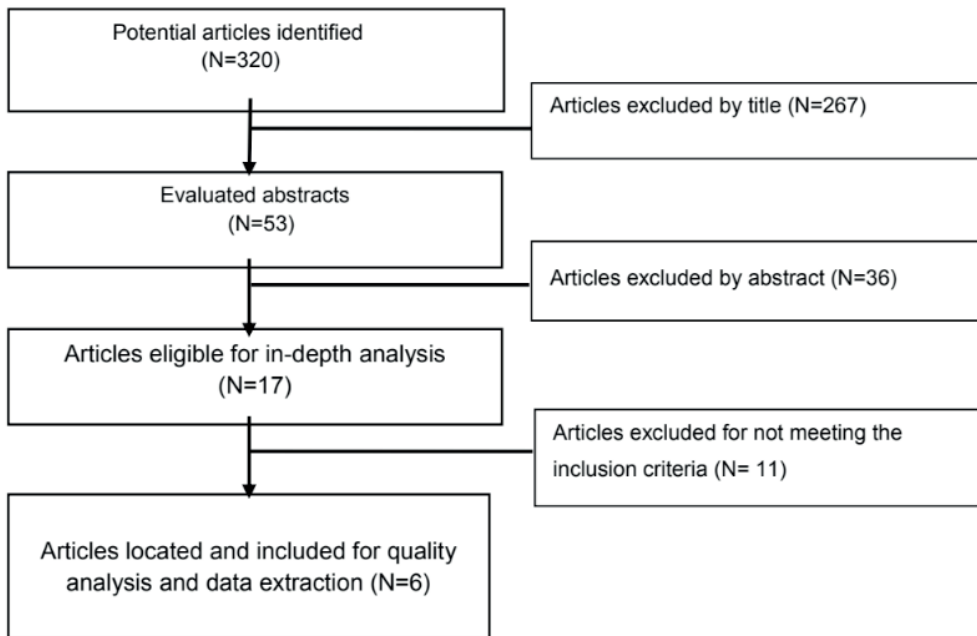 Potential articles identified
(N=320)
Articles excluded by title (N=267)
Evaluated abstracts
(N=53)
Articles excluded by abstract (N=36)
Articles eligible for in-depth analysis
(N=17)
Articles excluded for not meeting the
inclusion criteria (N= 11)
Articles located and included for quality
analysis and data extraction (N=6)